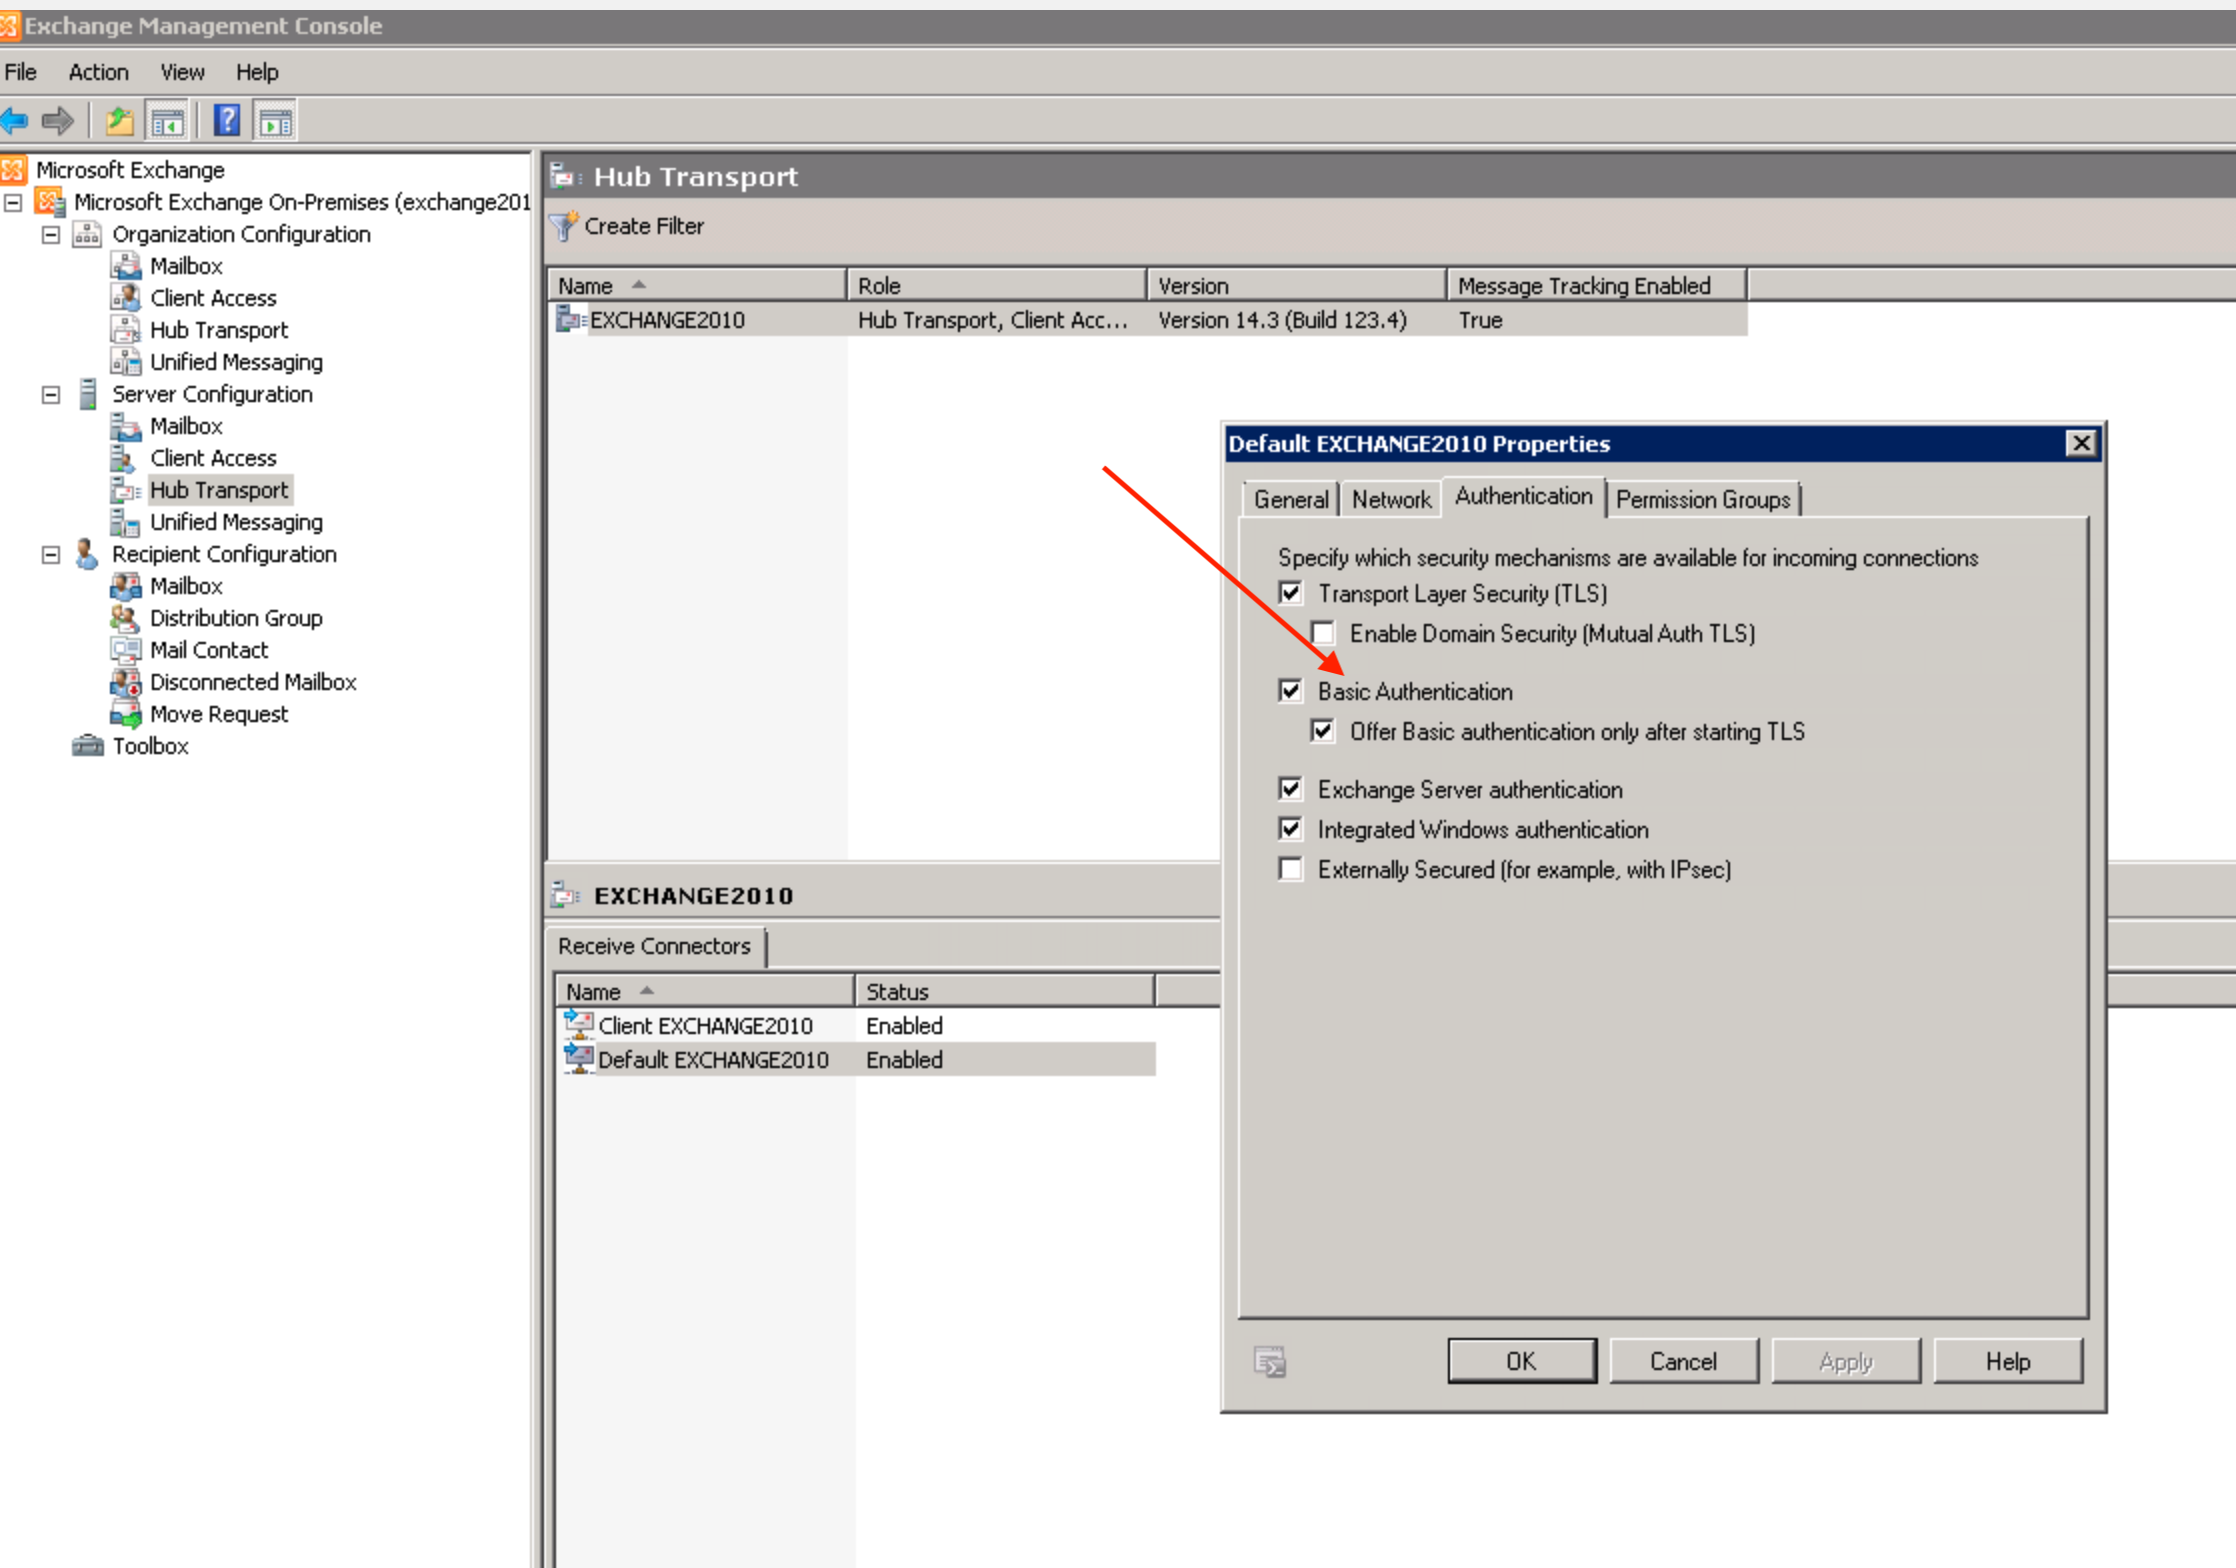 Exchange Management Console
File Action View Help
Microsoft Exchange
Microsoft Exchange On-Premises (exchange201
Organization Configuration
Mailbox
Client Access
Hub Transport
Unified Messaging
Server Configuration
Mailbox
Client Access
Hub Transport
Unified Messaging
Recipient Configuration
Mailbox
Distribution Group
Mail Contact
Disconnected Mailbox
Move Request
Toolbox
Hub Transport
Create Filter
Name Role Version Message Tracking Enabled
EXCHANGE2010 Hub Transport, Client Acc... Version 14.3 (Build 123.4) True
EXCHANGE2010
Receive Connectors
Name Status
Client EXCHANGE2010 Enabled
Default EXCHANGE2010 Enabled
Default EXCHANGE2010 Properties
General Network Authentication Permission Groups
Specify which security mechanisms are available for incoming connections
Transport Layer Security (TLS)
Enable Domain Security (Mutual Auth TLS)
Basic Authentication
Offer Basic authentication only after starting TLS
Exchange Server authentication
Integrated Windows authentication
Externally Secured (for example, with IPsec)
OK Cancel Apply Help